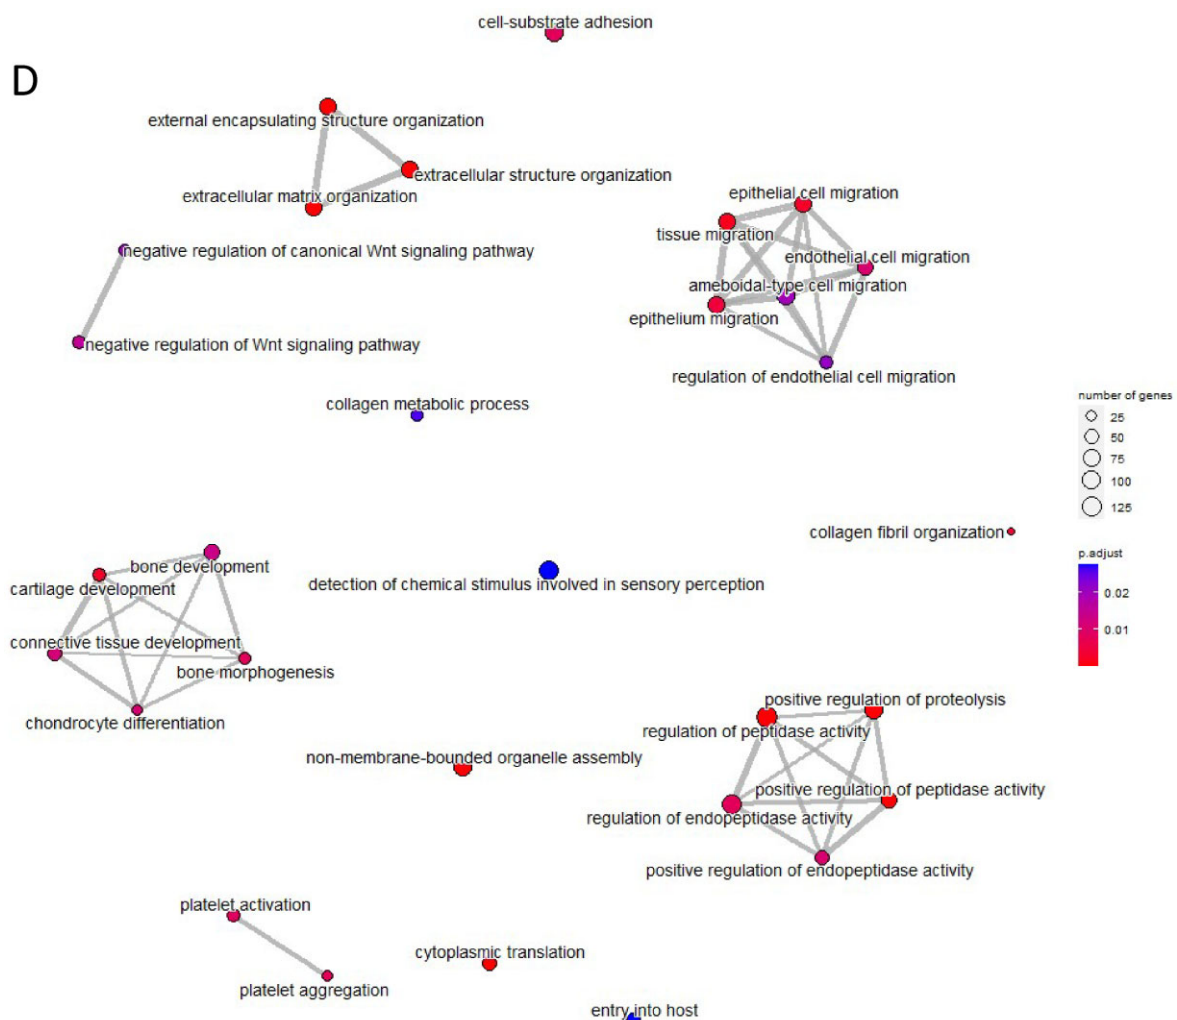 cell-substrate adhesion
D
external encapsulating structure organization
extracellular structure organization
extracellular matrix organization
epithelial cell migration
tissue migration
endothelial cell migration
ameboidal-type cell migration
epithelium migration
regulation of endothelial cell migration
negative regulation of canonical Wnt signaling pathway
negative regulation of Wnt signaling pathway
collagen metabolic process
number of genes
25
50
75
100
125
p.adjust
0.02
0.01
collagen fibril organization
bone development
cartilage development
connective tissue development
bone morphogenesis
chondrocyte differentiation
detection of chemical stimulus involved in sensory perception
positive regulation of proteolysis
regulation of peptidase activity
positive regulation of peptidase activity
regulation of endopeptidase activity
positive regulation of endopeptidase activity
non-membrane-bounded organelle assembly
platelet activation
platelet aggregation
cytoplasmic translation
entry into host